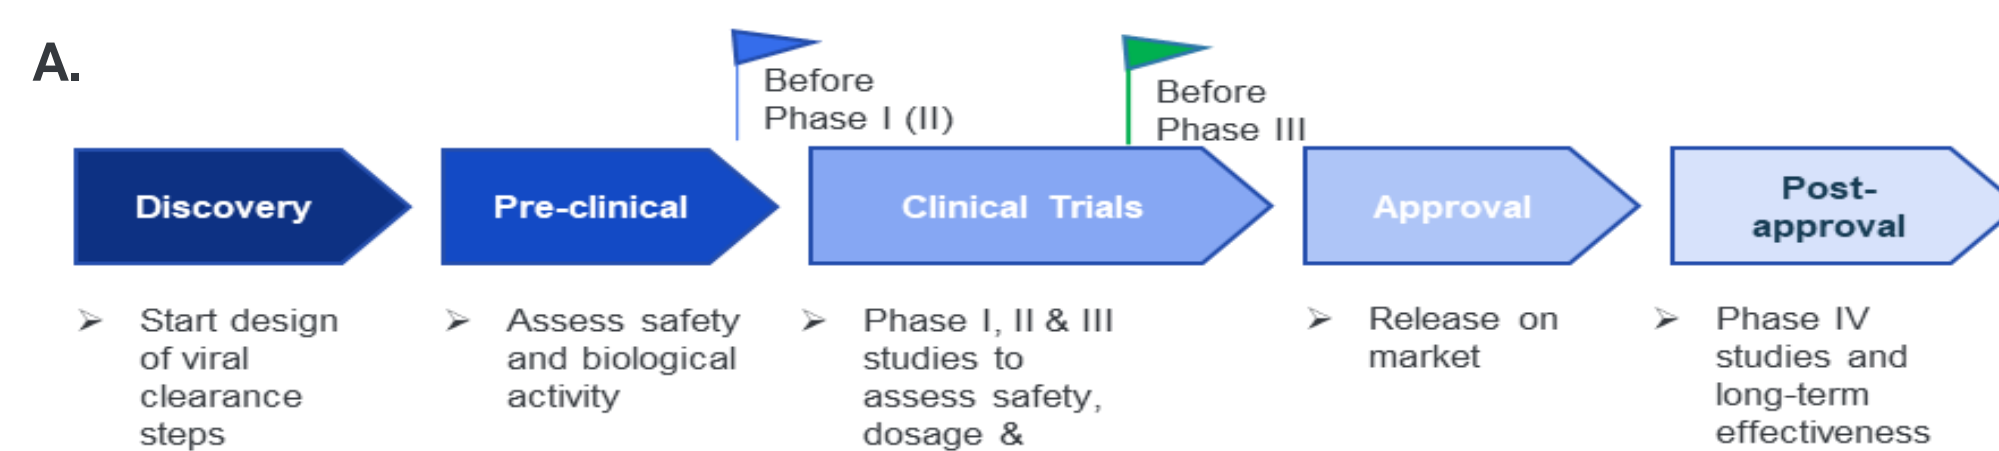 A.
Before
Phase I (II)
Before
Phase III
Discovery
Pre-clinical
Clinical Trials
Approval
Post-
approval
➢ Start design
of viral
clearance
steps
➢ Assess safety
and biological
activity
➢ Phase I, II & III
studies to
assess safety,
dosage &
➢ Release on
market
➢ Phase IV
studies and
long-term
effectiveness